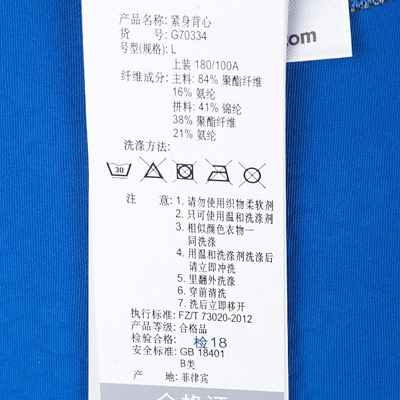 .com
产品名称: 紧身背心
货 号: G70334
号型(规格): L
上装 180/100A
纤维成分: 主料: 84% 聚酯纤维
16% 氨纶
拼料: 41% 锦纶
38% 聚酯纤维
21% 氨纶
洗涤方法:
30
注 意: 1. 请勿使用织物柔软剂
2. 只可使用温和洗涤剂
3. 相似颜色衣物一
同洗涤
4. 用温和洗涤剂洗涤后
请立即冲洗
5. 里翻外洗涤
6. 穿前清洗
7. 洗后立即移开
执行标准: FZ/T 73020-2012
产品等级: 合格品
检验合格: 检18
安全标准: GB 18401
B类
产 地: 菲律宾
合格证